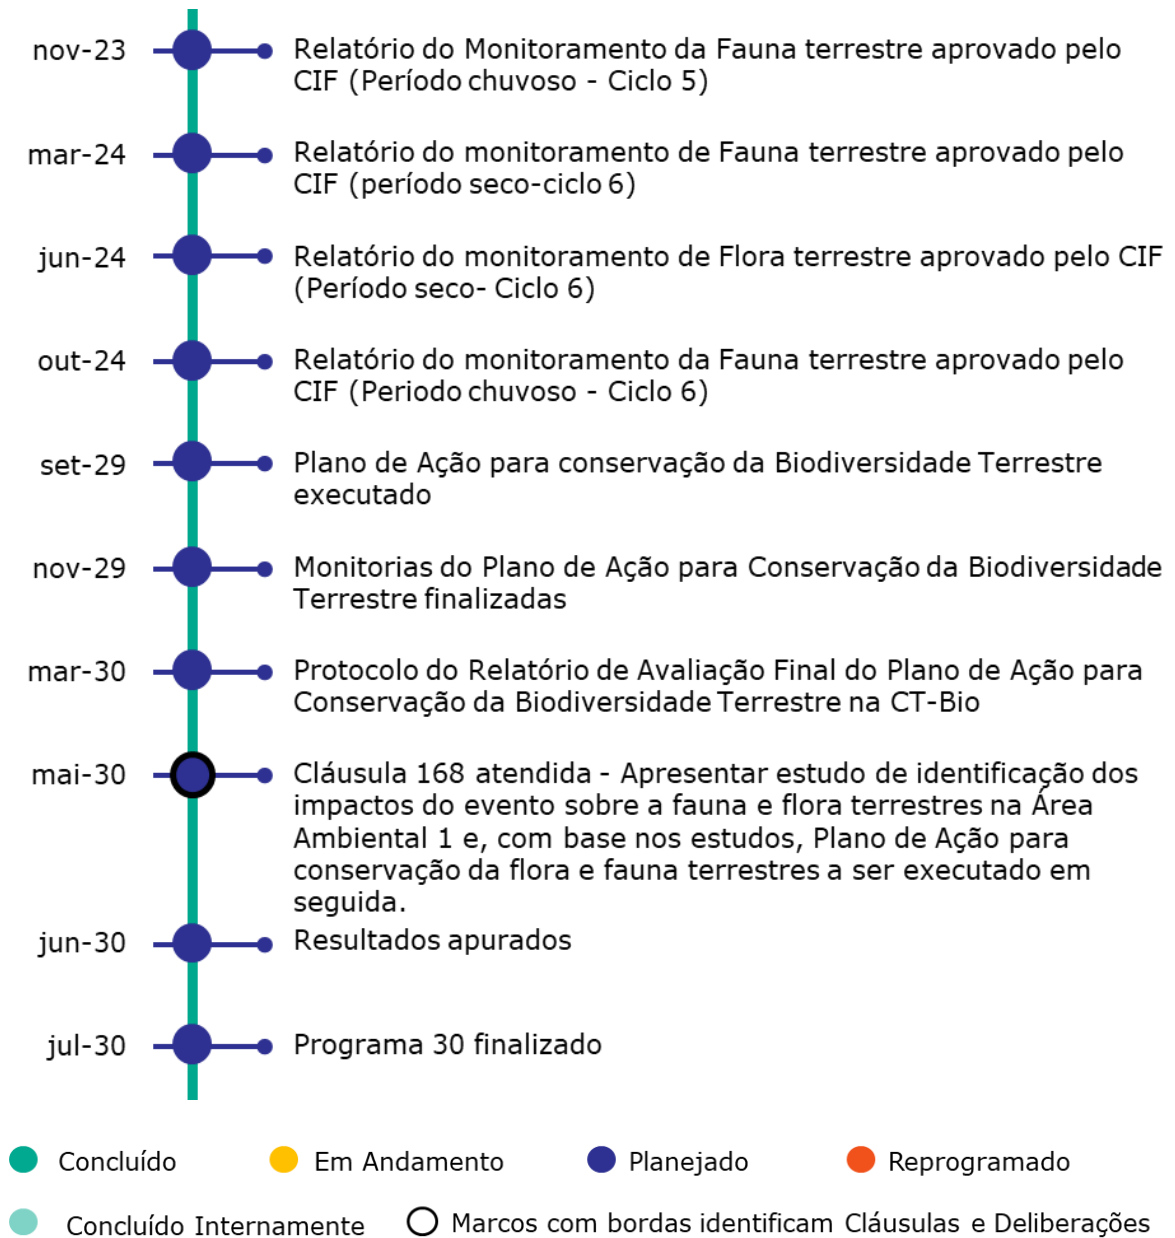 nov-23
Relatório do Monitoramento da Fauna terrestre aprovado pelo
CIF (Período chuvoso - Ciclo 5)
mar-24
Relatório do monitoramento de Fauna terrestre aprovado pelo
CIF (período seco-ciclo 6)
jun-24
Relatório do monitoramento de Flora terrestre aprovado pelo CIF
(Período seco- Ciclo 6)
out-24
Relatório do monitoramento da Fauna terrestre aprovado pelo
CIF (Periodo chuvoso - Ciclo 6)
set-29
Plano de Ação para conservação da Biodiversidade Terrestre
executado
nov-29
Monitorias do Plano de Ação para Conservação da Biodiversidade
Terrestre finalizadas
mar-30
Protocolo do Relatório de Avaliação Final do Plano de Ação para
Conservação da Biodiversidade Terrestre na CT-Bio
mai-30
Cláusula 168 atendida - Apresentar estudo de identificação dos
impactos do evento sobre a fauna e flora terrestres na Área
Ambiental 1 e, com base nos estudos, Plano de Ação para
conservação da flora e fauna terrestres a ser executado em
seguida.
jun-30
Resultados apurados
jul-30
Programa 30 finalizado
Concluído
Em Andamento
Planejado
Reprogramado
Concluído Internamente
Marcos com bordas identificam Cláusulas e Deliberações